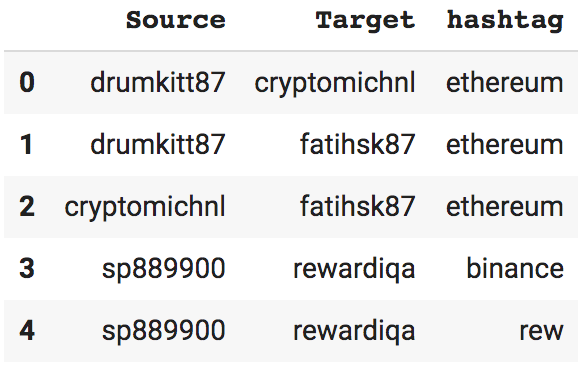 Source Target hashtag
0 drumkitt87 cryptomichnl ethereum
1 drumkitt87 fatihsk87 ethereum
2 cryptomichnl fatihsk87 ethereum
3 sp889900 rewardiqa binance
4 sp889900 rewardiqa rew